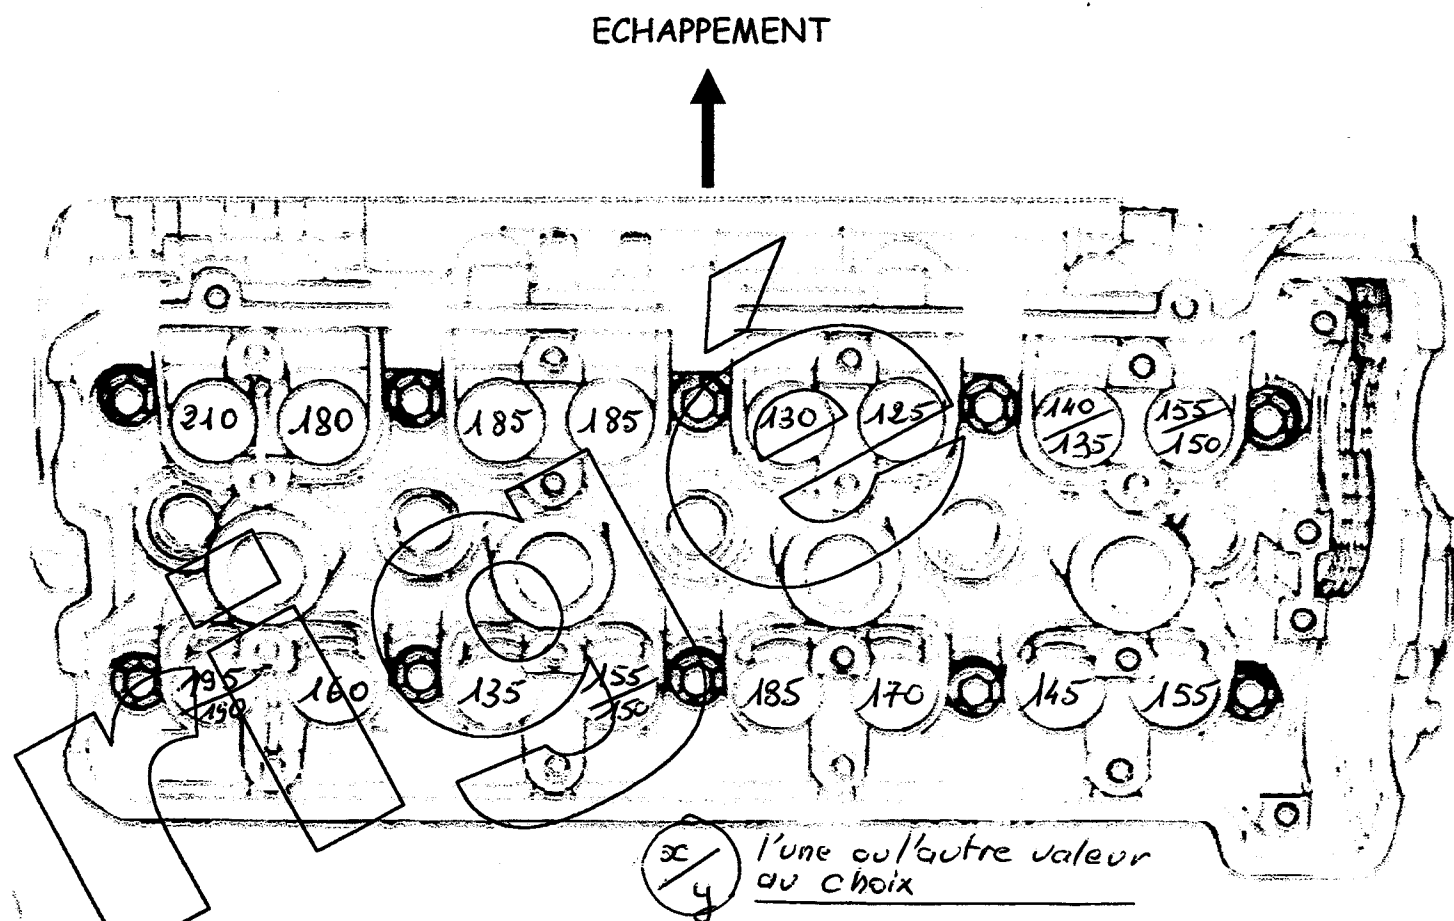 ECHAPPEMENT
210 180 185 185 130 125 140/135 155/150
195/190 160 135 155/150 185 170 145 155
x/y l'une ou l'autre valeur
au choix